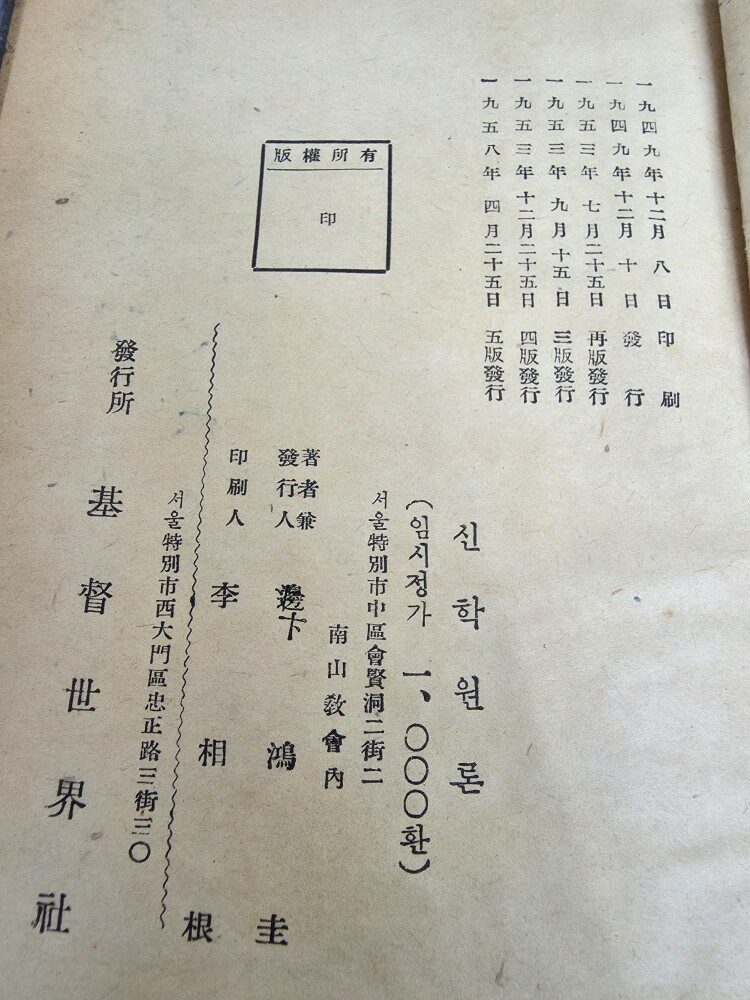 一九四九年十二月 八 日 印 刷
一九四九年十二月 十 日 發 行
一九五三年 七月二十五日 再版發行
一九五三年 九月 十五 日 三版發行
一九五三年 十二月二十五日 四版發行
一九五八年 四月二十五日 五版發行
版權所有
印
신학원론
(임시정가 一、〇〇〇환)
서울特別市中區會賢洞二街二
南山敎會內
著者兼
發行人 邊卞鴻圭
印刷人 李相根
서울特別市西大門區忠正路三街三〇
發行所 基督世界社